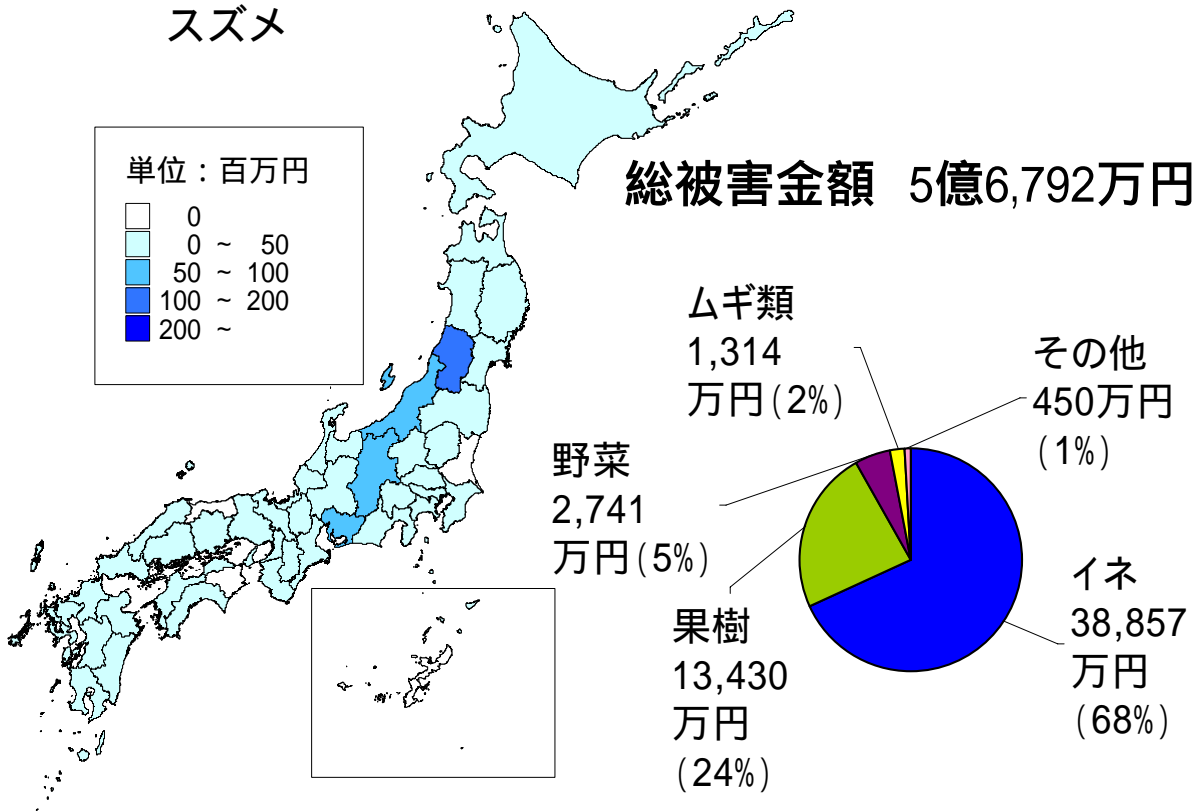 スズメ
単位：百万円
0
0 ~ 50
50 ~ 100
100 ~ 200
200 ~
総被害金額 5億6,792万円
ムギ類
1,314
万円(2%)
その他
450万円
(1%)
野菜
2,741
万円(5%)
イネ
38,857
万円
(68%)
果樹
13,430
万円
(24%)